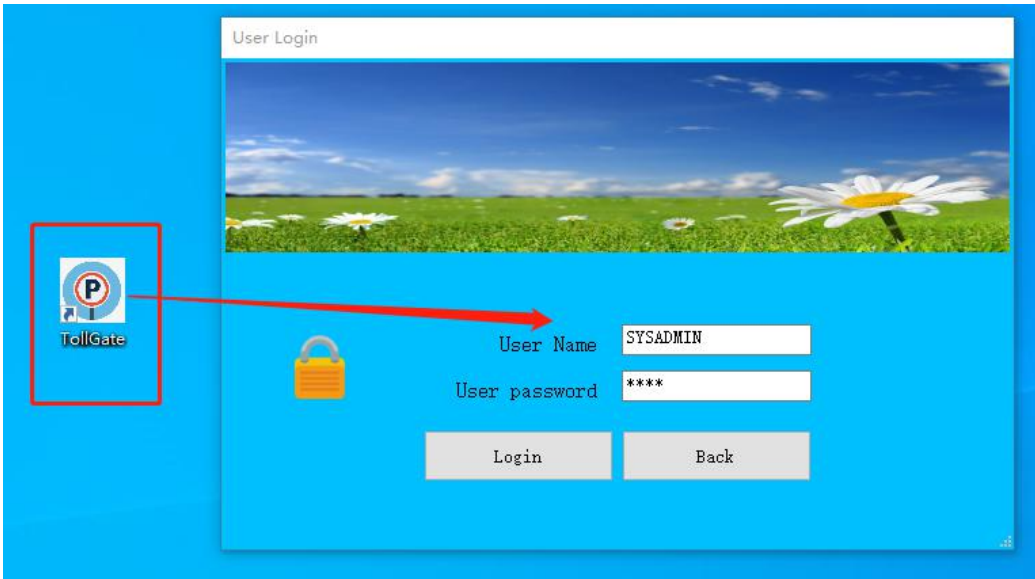 User Login
P
TollGate
User Name
SYSADMIN
User password
****
Login
Back